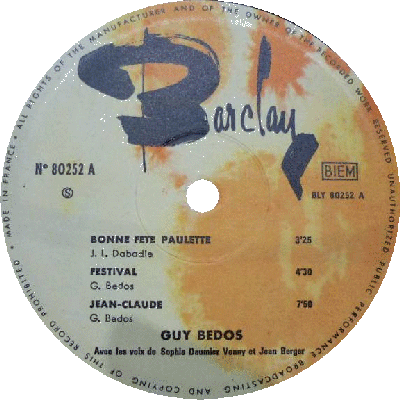 ALL RIGHTS OF THE MANUFACTURER AND OF THE OWNER OF THE RECORDED WORK RESERVED UNAUTHORIZED PUBLIC PERFORMANCE BROADCASTING AND COPYING OF THIS RECORD PROHIBITED • MADE IN FRANCE •
Barclay
N° 80252 A
S
BIEM
BLY 80252 A
BONNE FETE PAULETTE 3'25
J. L. Dabadie
FESTIVAL 4'30
G. Bedos
JEAN-CLAUDE 7'50
G. Bedos
GUY BEDOS
Avec les voix de Sophie Daumier Vanny et Jean Berger